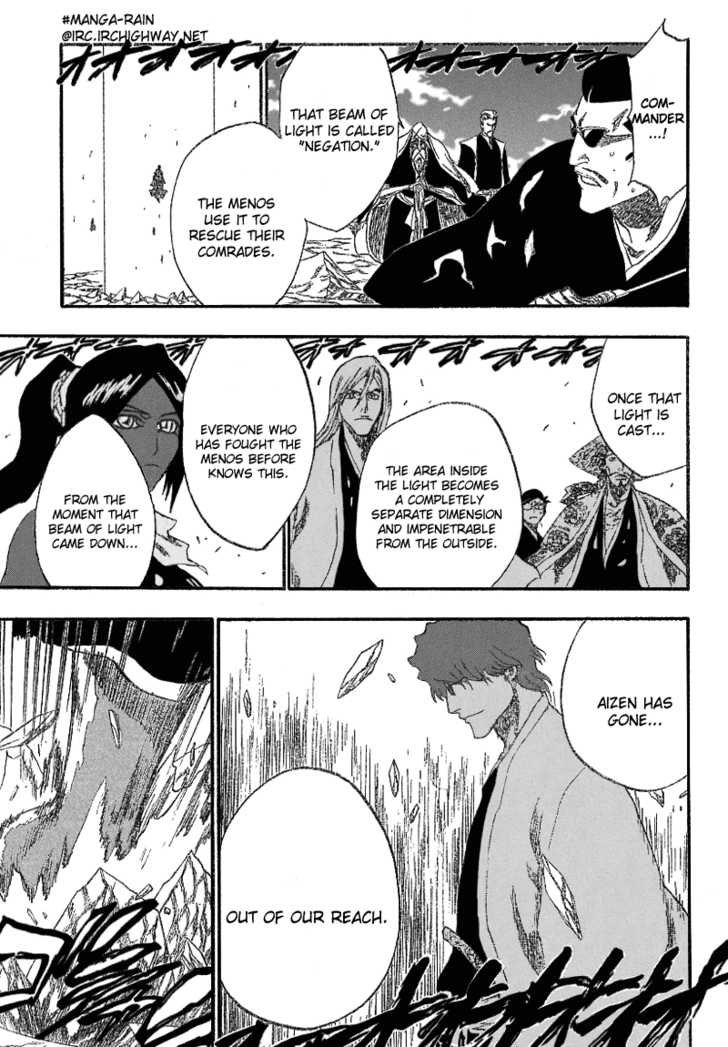 #MANGA-RAIN
@IRC.IRCHIGHWAY.NET
COM-
MANDER
...!
THAT BEAM OF
LIGHT IS CALLED
"NEGATION."
THE MENOS
USE IT TO
RESCUE THEIR
COMRADES.
ONCE THAT
LIGHT IS
CAST...
THE AREA INSIDE
THE LIGHT BECOMES
A COMPLETELY
SEPARATE DIMENSION
AND IMPENETRABLE
FROM THE OUTSIDE.
EVERYONE WHO
HAS FOUGHT THE
MENOS BEFORE
KNOWS THIS.
FROM THE
MOMENT THAT
BEAM OF LIGHT
CAME DOWN...
AIZEN HAS
GONE...
OUT OF OUR REACH.